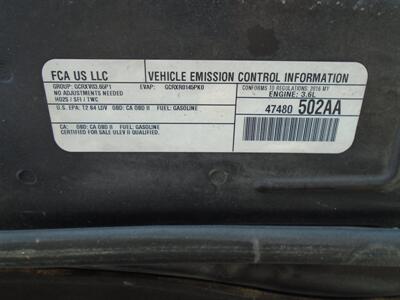 FCA US LLC
VEHICLE EMISSION CONTROL INFORMATION
GROUP: GCRXV03.65P1
EVAP: GCRXR0145PK0
NO ADJUSTMENTS NEEDED
HO2S / SFI / TWC
CONFORMS TO REGULATIONS: 2016 MY
ENGINE: 3.6L
U.S. EPA: T2 B4 LDV OBD: CA OBD II FUEL: GASOLINE
47480 502AA
CA: OBD: CA OBD II FUEL: GASOLINE
CERTIFIED FOR SALE ULEV II QUALIFIED.